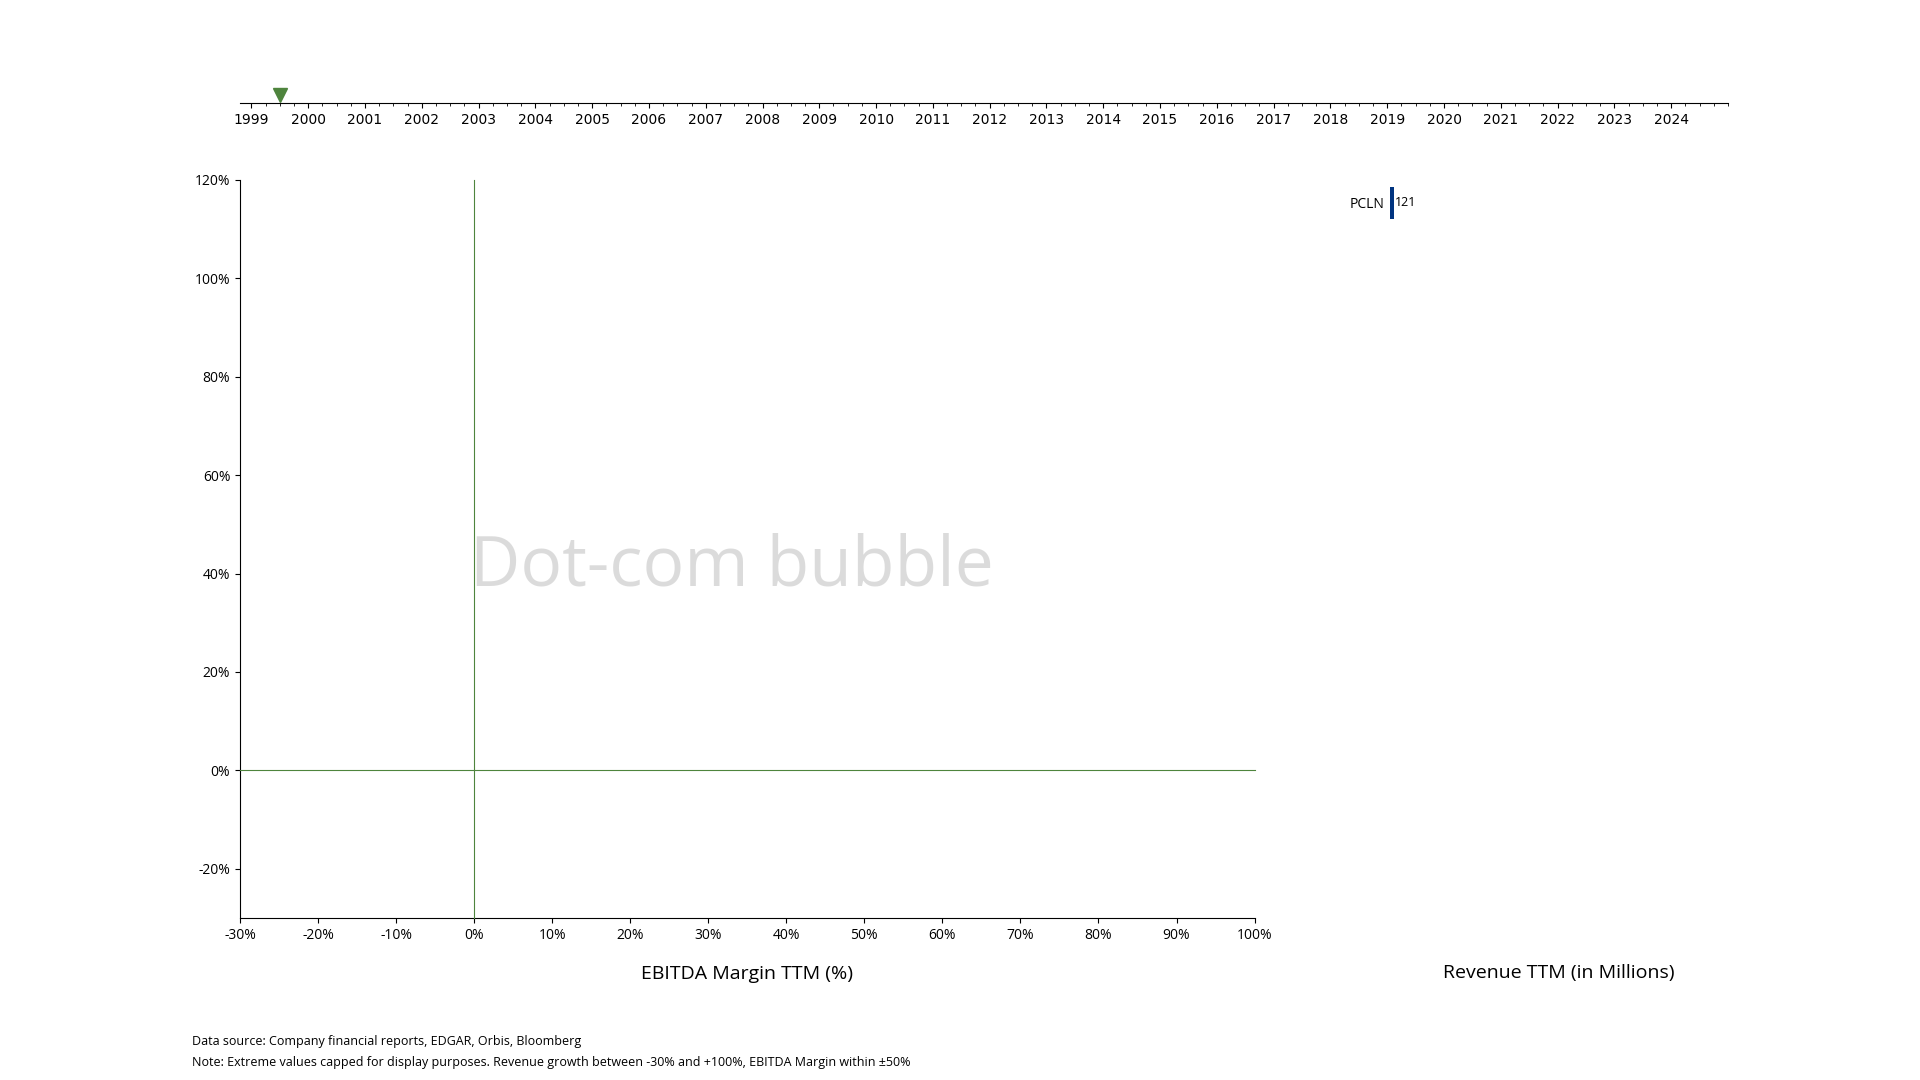 1999 2000 2001 2002 2003 2004 2005 2006 2007 2008 2009 2010 2011 2012 2013 2014 2015 2016 2017 2018 2019 2020 2021 2022 2023 2024
120%
PCLN 121
100%
80%
60%
Dot-com bubble
40%
20%
0%
-20%
-30% -20% -10% 0% 10% 20% 30% 40% 50% 60% 70% 80% 90% 100%
EBITDA Margin TTM (%)
Revenue TTM (in Millions)
Data source: Company financial reports, EDGAR, Orbis, Bloomberg
Note: Extreme values capped for display purposes. Revenue growth between -30% and +100%, EBITDA Margin within ±50%